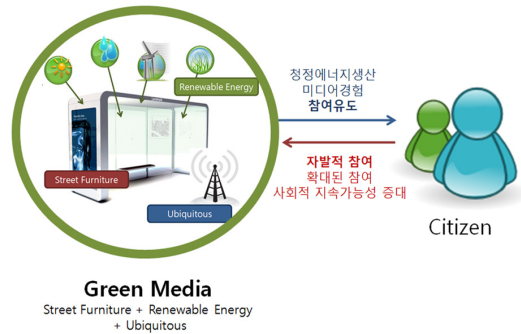 Renewable Energy
Street Furniture
Ubiquitous
청정에너지생산
미디어경험
참여유도
자발적 참여
확대된 참여
사회적 지속가능성 증대
Citizen
Green Media
Street Furniture + Renewable Energy
+ Ubiquitous